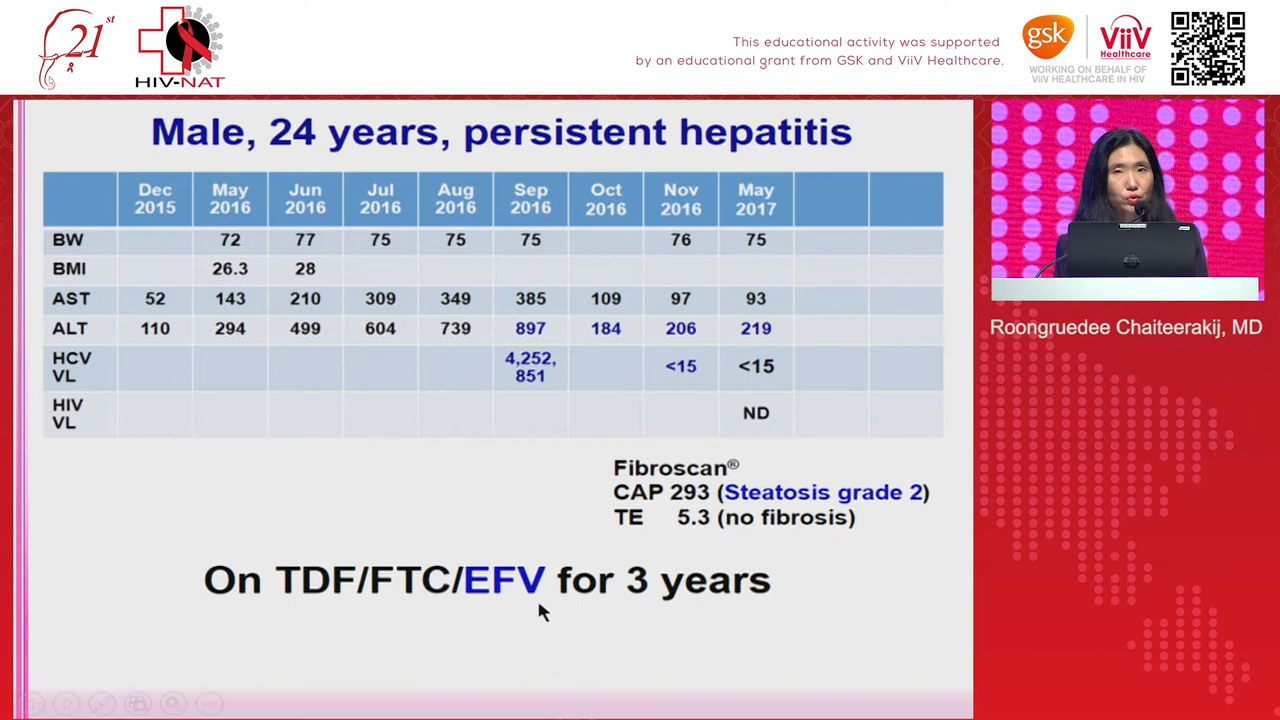 21st
HIV-NAT
This educational activity was supported
by an educational grant from GSK and ViiV Healthcare.
gsk
ViiV
Healthcare
WORKING ON BEHALF OF
VIIV HEALTHCARE IN HIV
Male, 24 years, persistent hepatitis
Dec 2015 May 2016 Jun 2016 Jul 2016 Aug 2016 Sep 2016 Oct 2016 Nov 2016 May 2017
BW 72 77 75 75 75 76 75
BMI 26.3 28
AST 52 143 210 309 349 385 109 97 93
ALT 110 294 499 604 739 897 184 206 219
HCV VL 4,252,851 <15 <15
HIV VL ND
Fibroscan®
CAP 293 (Steatosis grade 2)
TE 5.3 (no fibrosis)
On TDF/FTC/EFV for 3 years
Roongruedee Chaiteerakij, MD